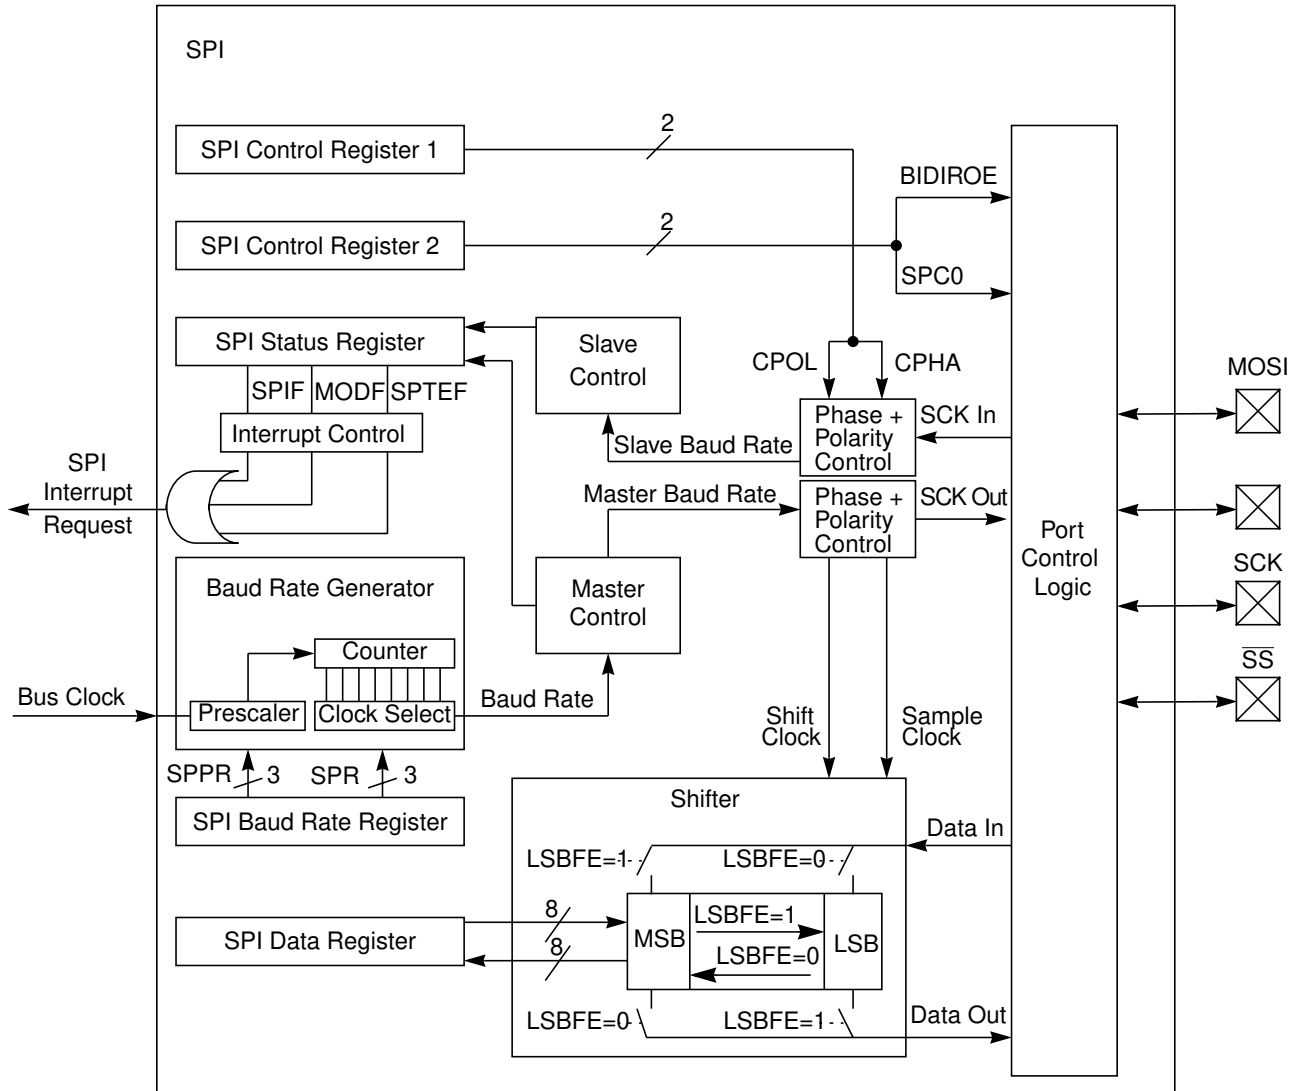 SPI
SPI Control Register 1
2
BIDIROE
SPI Control Register 2
2
SPC0
SPI Status Register
Slave
Control
CPOL
CPHA
MOSI
SPIF
MODF
SPTEF
Interrupt Control
Phase +
Polarity
Control
SCK In
Slave Baud Rate
SPI
Interrupt
Request
Master Baud Rate
Phase +
Polarity
Control
SCK Out
Port
Control
Logic
SCK
Baud Rate Generator
Master
Control
Counter
SS
Bus Clock
Prescaler
Clock Select
Baud Rate
Shift
Clock
Sample
Clock
SPPR
3
SPR
3
SPI Baud Rate Register
Shifter
Data In
LSBFE=1
LSBFE=0
SPI Data Register
8
8
MSB
LSBFE=1
LSBFE=0
LSB
LSBFE=0
LSBFE=1
Data Out